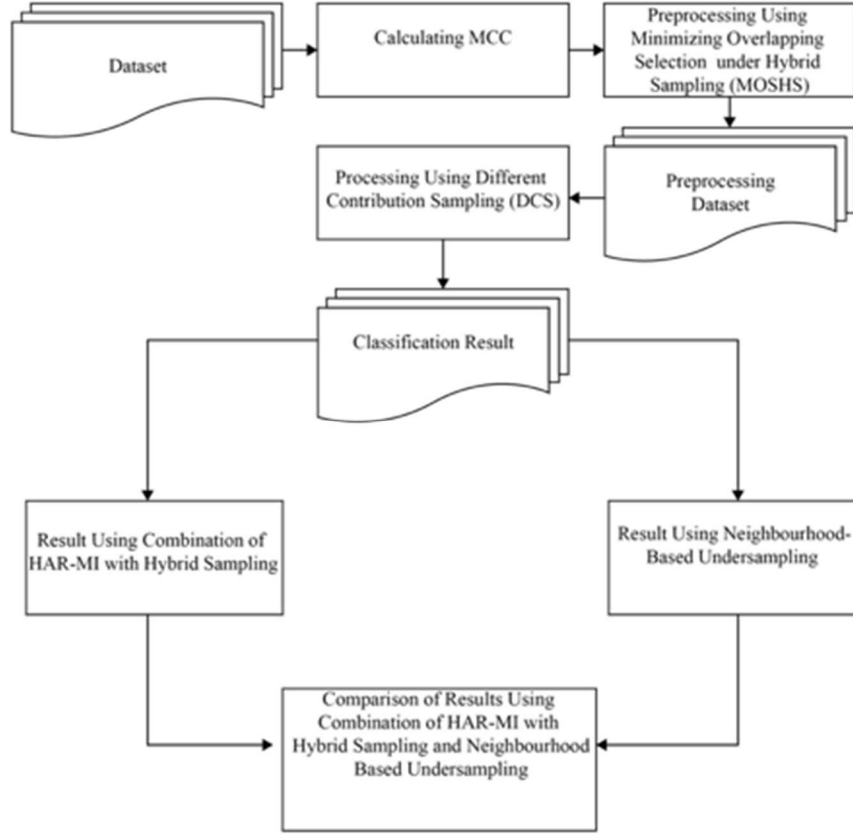 Dataset
Calculating MCC
Preprocessing Using
Minimizing Overlapping
Selection under Hybrid
Sampling (MOSHS)
Processing Using Different
Contribution Sampling (DCS)
Preprocessing
Dataset
Classification Result
Result Using Combination of
HAR-MI with Hybrid Sampling
Result Using Neighbourhood-
Based Undersampling
Comparison of Results Using
Combination of HAR-MI with
Hybrid Sampling and Neighbourhood
Based Undersampling